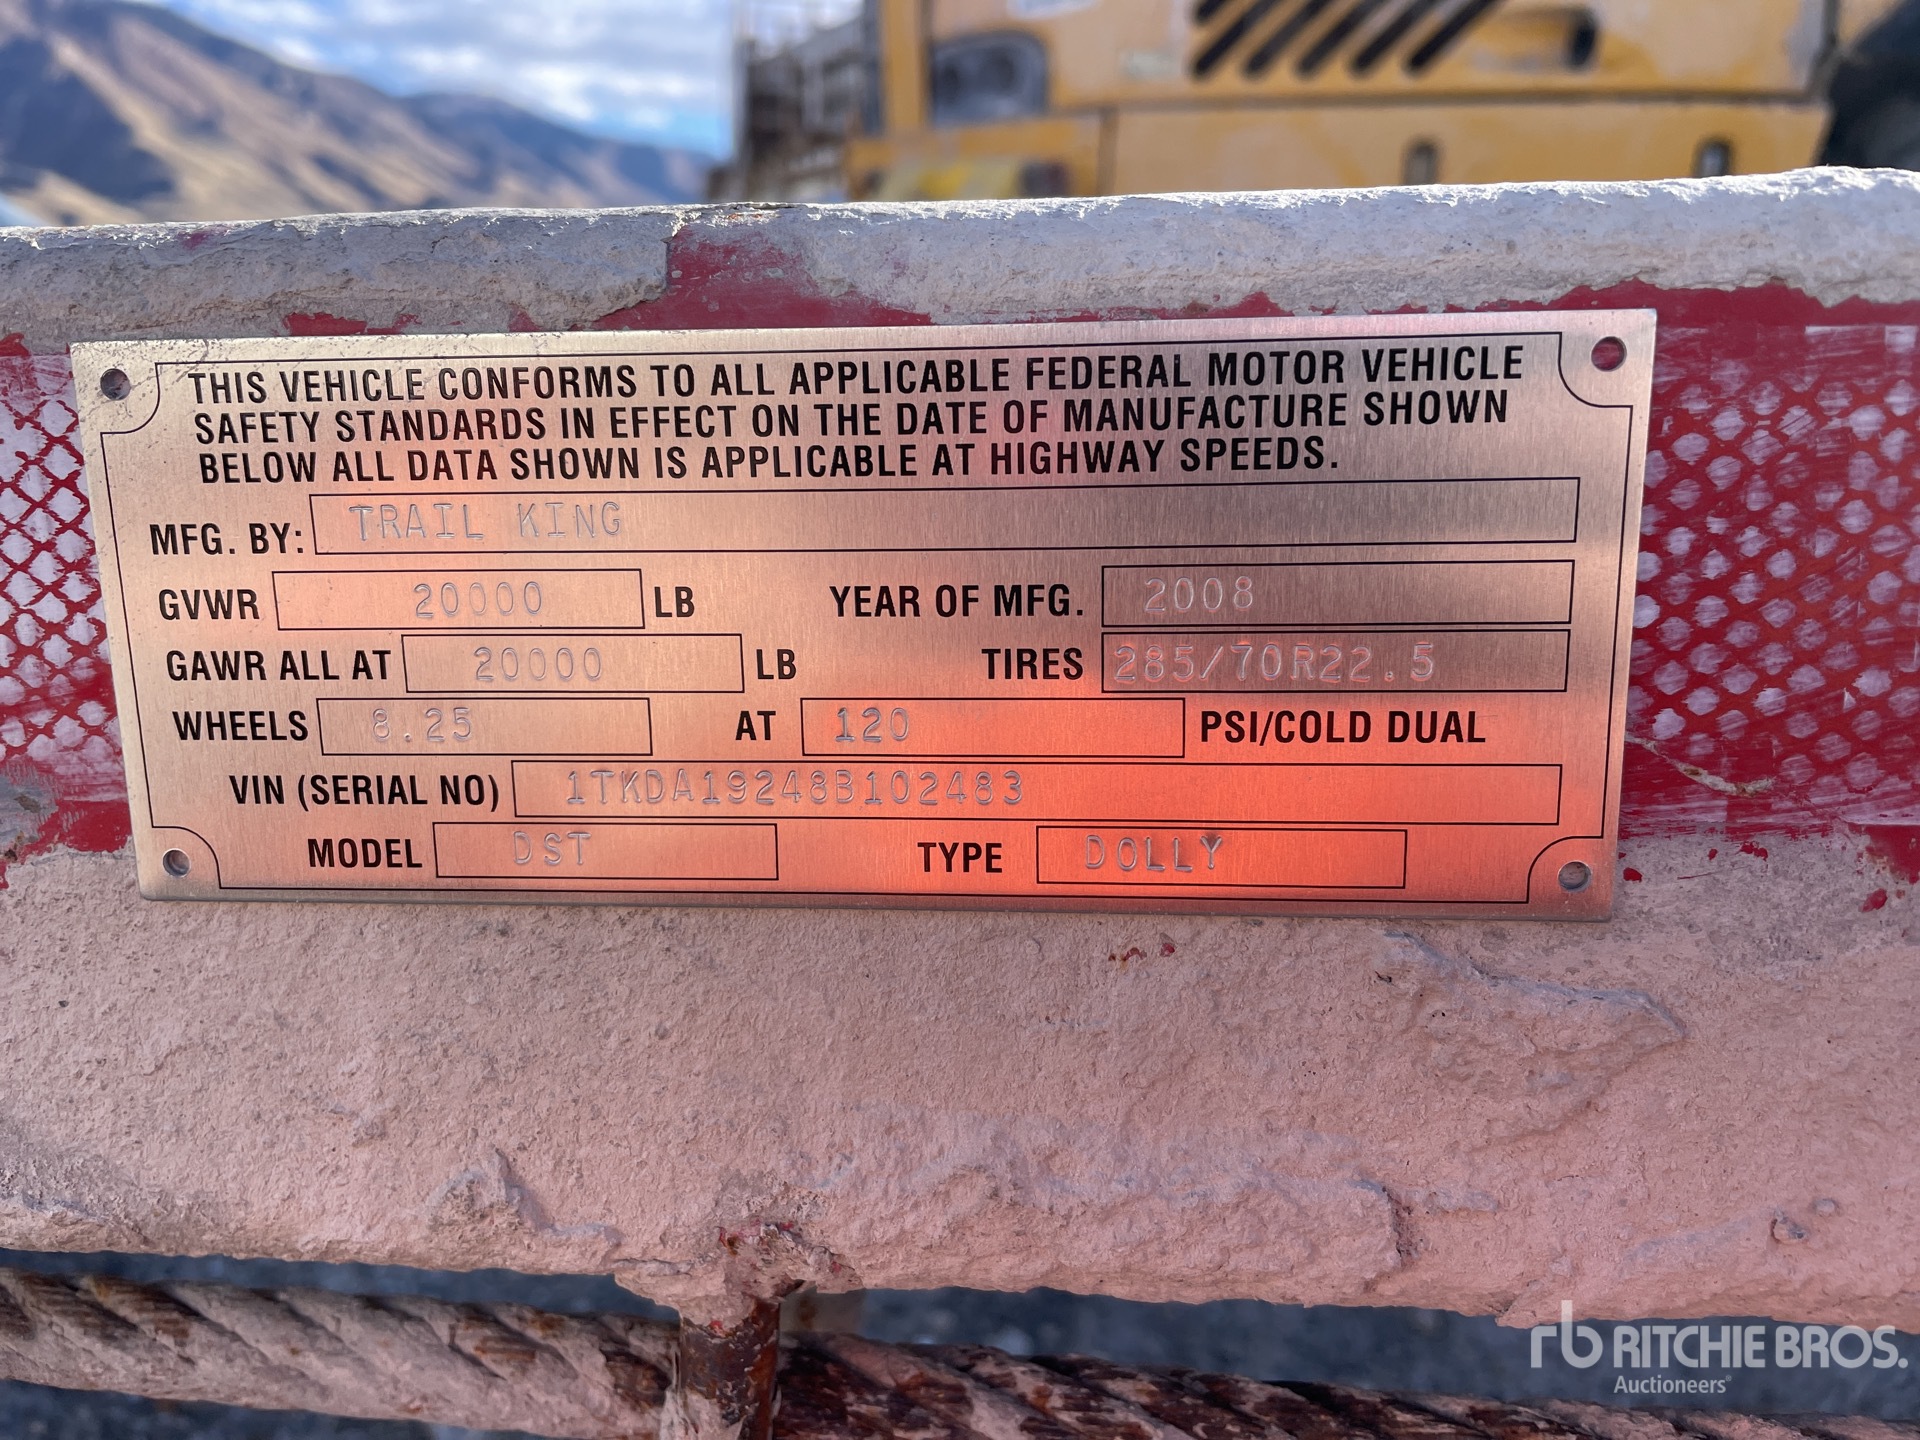 THIS VEHICLE CONFORMS TO ALL APPLICABLE FEDERAL MOTOR VEHICLE
SAFETY STANDARDS IN EFFECT ON THE DATE OF MANUFACTURE SHOWN
BELOW ALL DATA SHOWN IS APPLICABLE AT HIGHWAY SPEEDS.
MFG. BY: TRAIL KING
GVWR 20000 LB YEAR OF MFG. 2008
GAWR ALL AT 20000 LB TIRES 285/70R22.5
WHEELS 8.25 AT 120 PSI/COLD DUAL
VIN (SERIAL NO) 1TKDA19248B102483
MODEL DST TYPE DOLLY
rb RITCHIE BROS.
Auctioneers